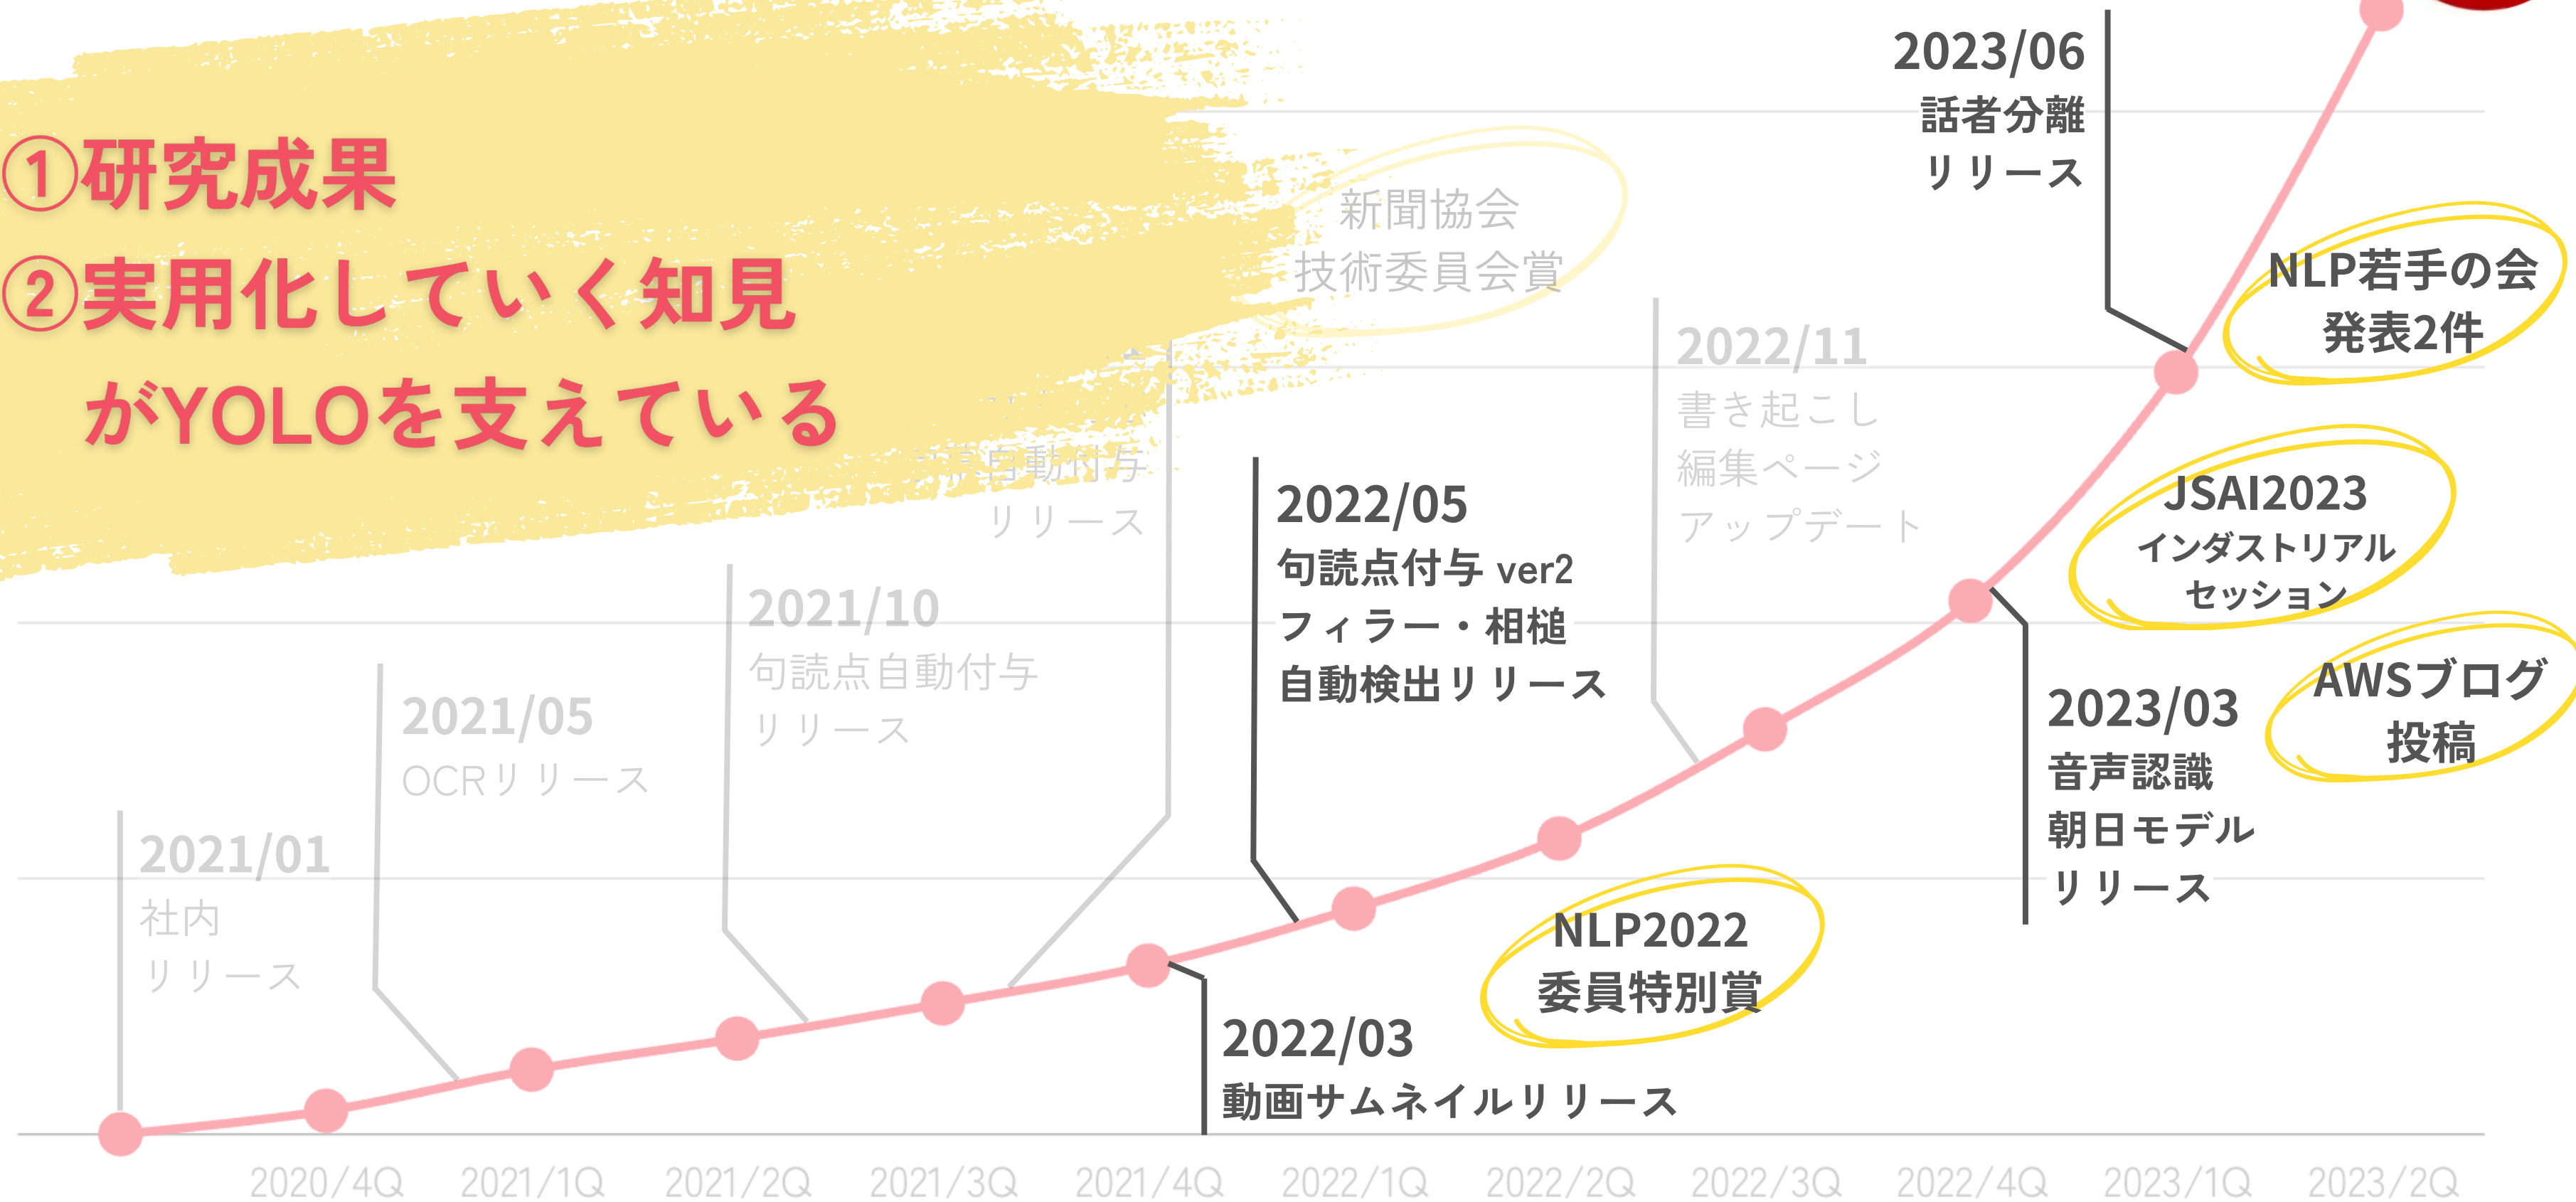 ①研究成果
②実用化していく知見
がYOLOを支えている
新聞協会
技術委員会賞
自動付与
リリース
2021/01
社内
リリース
2021/05
OCRリリース
2021/10
句読点自動付与
リリース
2022/03
動画サムネイルリリース
2022/05
句読点付与 ver2
フィラー・相槌
自動検出リリース
NLP2022
委員特別賞
2022/11
書き起こし
編集ページ
アップデート
2023/03
音声認識
朝日モデル
リリース
2023/06
話者分離
リリース
NLP若手の会
発表2件
JSAI2023
インダストリアル
セッション
AWSブログ
投稿
2020/4Q
2021/1Q
2021/2Q
2021/3Q
2021/4Q
2022/1Q
2022/2Q
2022/3Q
2022/4Q
2023/1Q
2023/2Q